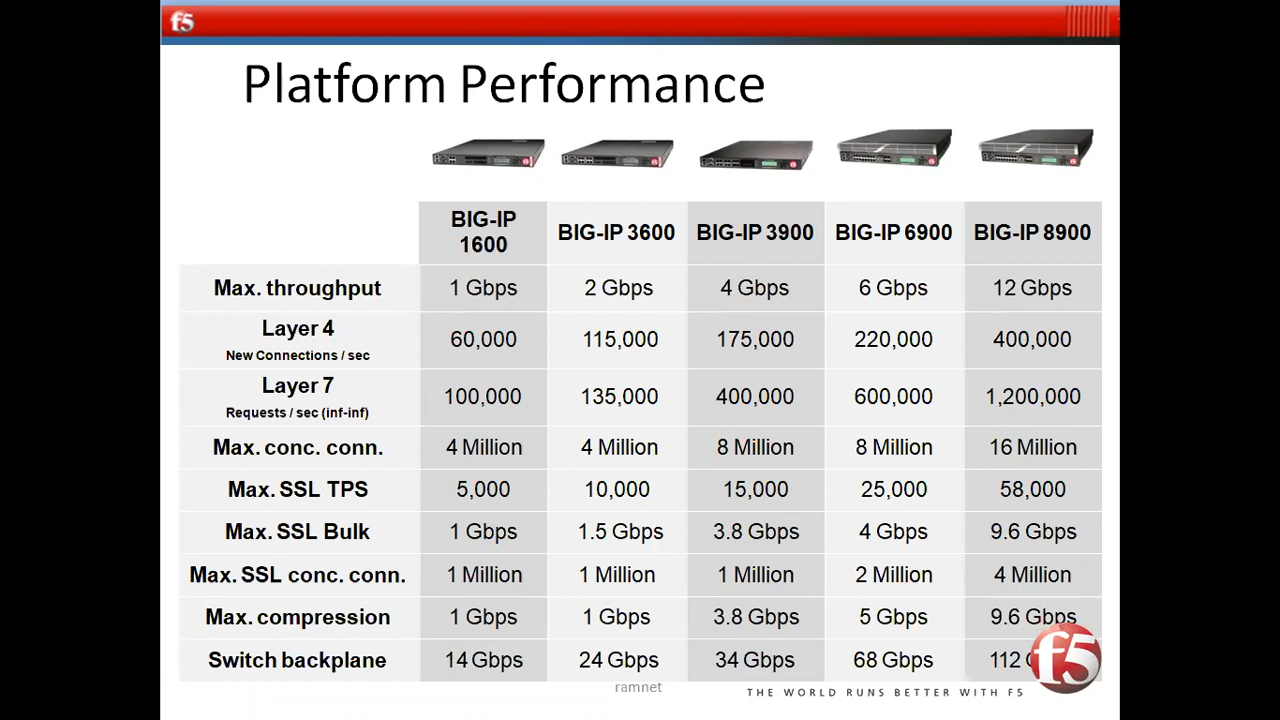 f5
Platform Performance
BIG-IP 1600 BIG-IP 3600 BIG-IP 3900 BIG-IP 6900 BIG-IP 8900
Max. throughput 1 Gbps 2 Gbps 4 Gbps 6 Gbps 12 Gbps
Layer 4 New Connections / sec 60,000 115,000 175,000 220,000 400,000
Layer 7 Requests / sec (inf-inf) 100,000 135,000 400,000 600,000 1,200,000
Max. conc. conn. 4 Million 4 Million 8 Million 8 Million 16 Million
Max. SSL TPS 5,000 10,000 15,000 25,000 58,000
Max. SSL Bulk 1 Gbps 1.5 Gbps 3.8 Gbps 4 Gbps 9.6 Gbps
Max. SSL conc. conn. 1 Million 1 Million 1 Million 2 Million 4 Million
Max. compression 1 Gbps 1 Gbps 3.8 Gbps 5 Gbps 9.6 Gbps
Switch backplane 14 Gbps 24 Gbps 34 Gbps 68 Gbps 112
f5
ramnet
THE WORLD RUNS BETTER WITH F5